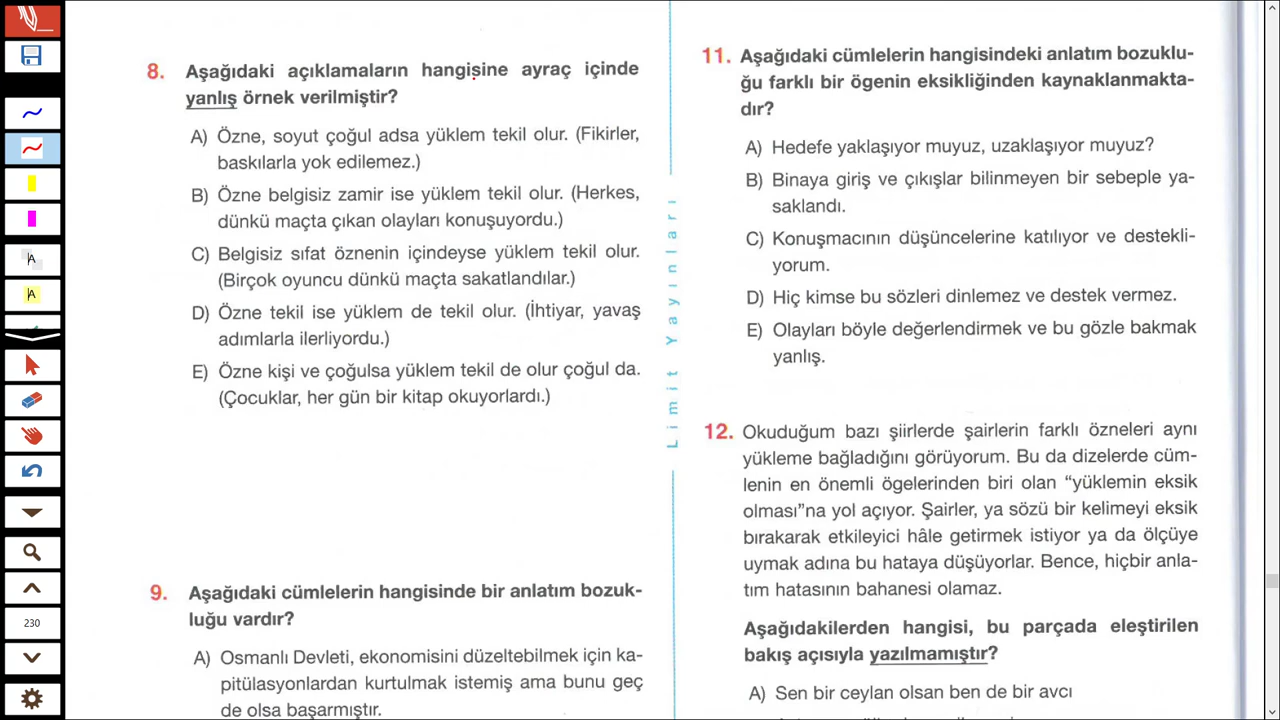 8. Aşağıdaki açıklamaların hangisine ayraç içinde
yanlış örnek verilmiştir?
A) Özne, soyut çoğul adsa yüklem tekil olur. (Fikirler,
baskılarla yok edilemez.)
B) Özne belgisiz zamir ise yüklem tekil olur. (Herkes,
dünkü maçta çıkan olayları konuşuyordu.)
C) Belgisiz sıfat öznenin içindeyse yüklem tekil olur.
(Birçok oyuncu dünkü maçta sakatlandılar.)
D) Özne tekil ise yüklem de tekil olur. (İhtiyar, yavaş
adımlarla ilerliyordu.)
E) Özne kişi ve çoğulsa yüklem tekil de olur çoğul da.
(Çocuklar, her gün bir kitap okuyorlardı.)
9. Aşağıdaki cümlelerin hangisinde bir anlatım bozuk-
luğu vardır?
A) Osmanlı Devleti, ekonomisini düzeltebilmek için ka-
pitülasyonlardan kurtulmak istemiş ama bunu geç
de olsa başarmıştır.
Limit Yayınları
11. Aşağıdaki cümlelerin hangisindeki anlatım bozuklu-
ğu farklı bir ögenin eksikliğinden kaynaklanmakta-
dır?
A) Hedefe yaklaşıyor muyuz, uzaklaşıyor muyuz?
B) Binaya giriş ve çıkışlar bilinmeyen bir sebeple ya-
saklandı.
C) Konuşmacının düşüncelerine katılıyor ve destekli-
yorum.
D) Hiç kimse bu sözleri dinlemez ve destek vermez.
E) Olayları böyle değerlendirmek ve bu gözle bakmak
yanlış.
12. Okuduğum bazı şiirlerde şairlerin farklı özneleri aynı
yükleme bağladığını görüyorum. Bu da dizelerde cüm-
lenin en önemli ögelerinden biri olan “yüklemin eksik
olması”na yol açıyor. Şairler, ya sözü bir kelimeyi eksik
bırakarak etkileyici hâle getirmek istiyor ya da ölçüye
uymak adına bu hataya düşüyorlar. Bence, hiçbir anla-
tım hatasının bahanesi olamaz.
Aşağıdakilerden hangisi, bu parçada eleştirilen
bakış açısıyla yazılmamıştır?
A) Sen bir ceylan olsan ben de bir avcı
A
A
230